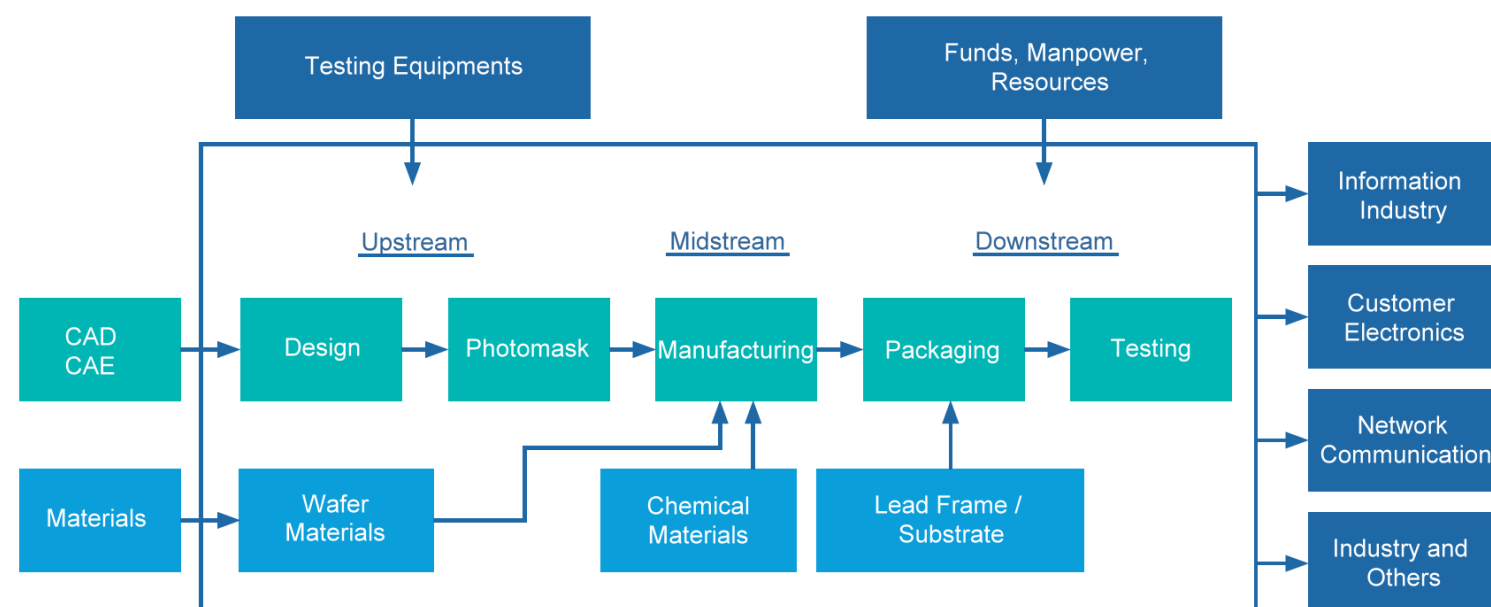 Testing Equipments
Funds, Manpower,
Resources
Information
Industry
Upstream
Midstream
Downstream
Customer
Electronics
CAD
CAE
Design
Photomask
Manufacturing
Packaging
Testing
Network
Communication
Materials
Wafer
Materials
Chemical
Materials
Lead Frame /
Substrate
Industry and
Others